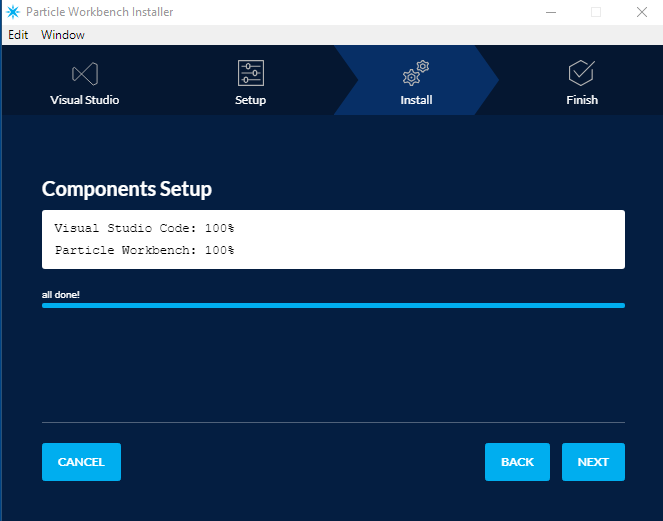 Particle Workbench Installer
Edit Window
Visual Studio Setup Install Finish
Components Setup
Visual Studio Code: 100%
Particle Workbench: 100%
all done!
CANCEL BACK NEXT